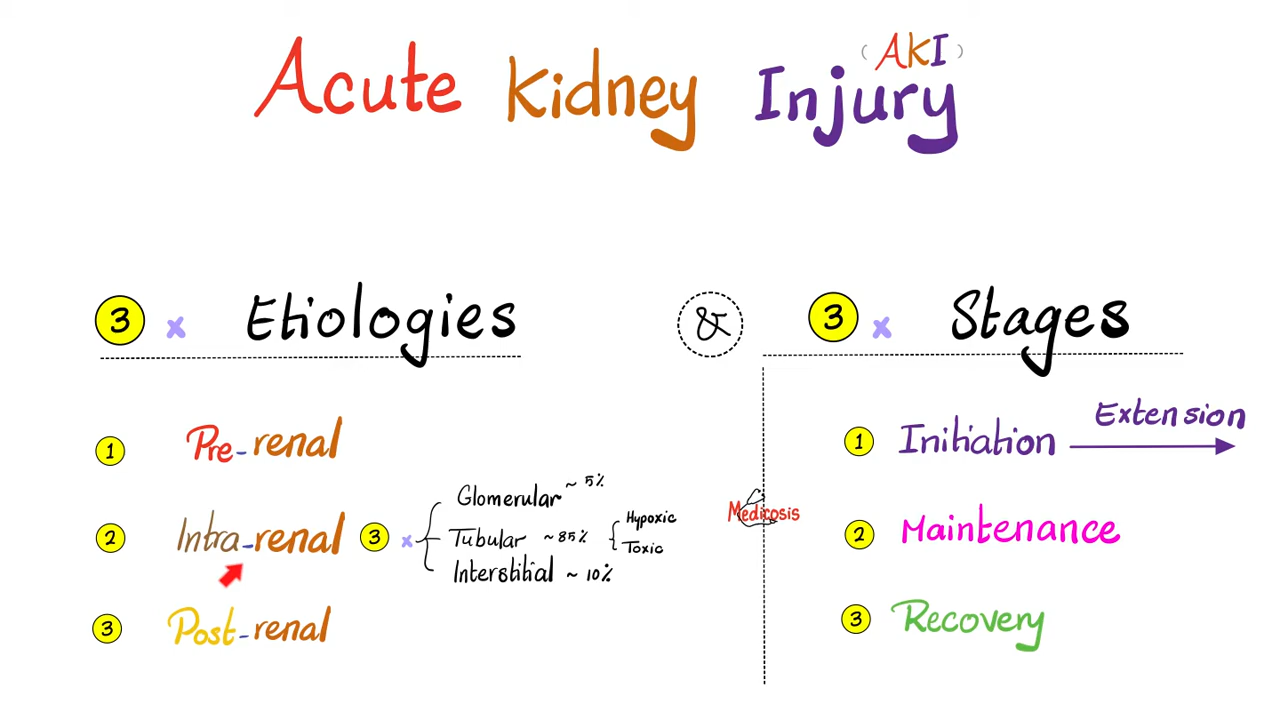 Acute Kidney Injury (AKI)
3 x Etiologies
1 Pre-renal
2 Intra-renal 3 x
Glomerular ~ 5%
Tubular ~85%
Hypoxic
Toxic
Interstitial ~ 10%
3 Post-renal
&
Medicosis
3 x Stages
1 Initiation Extension
2 Maintenance
3 Recovery